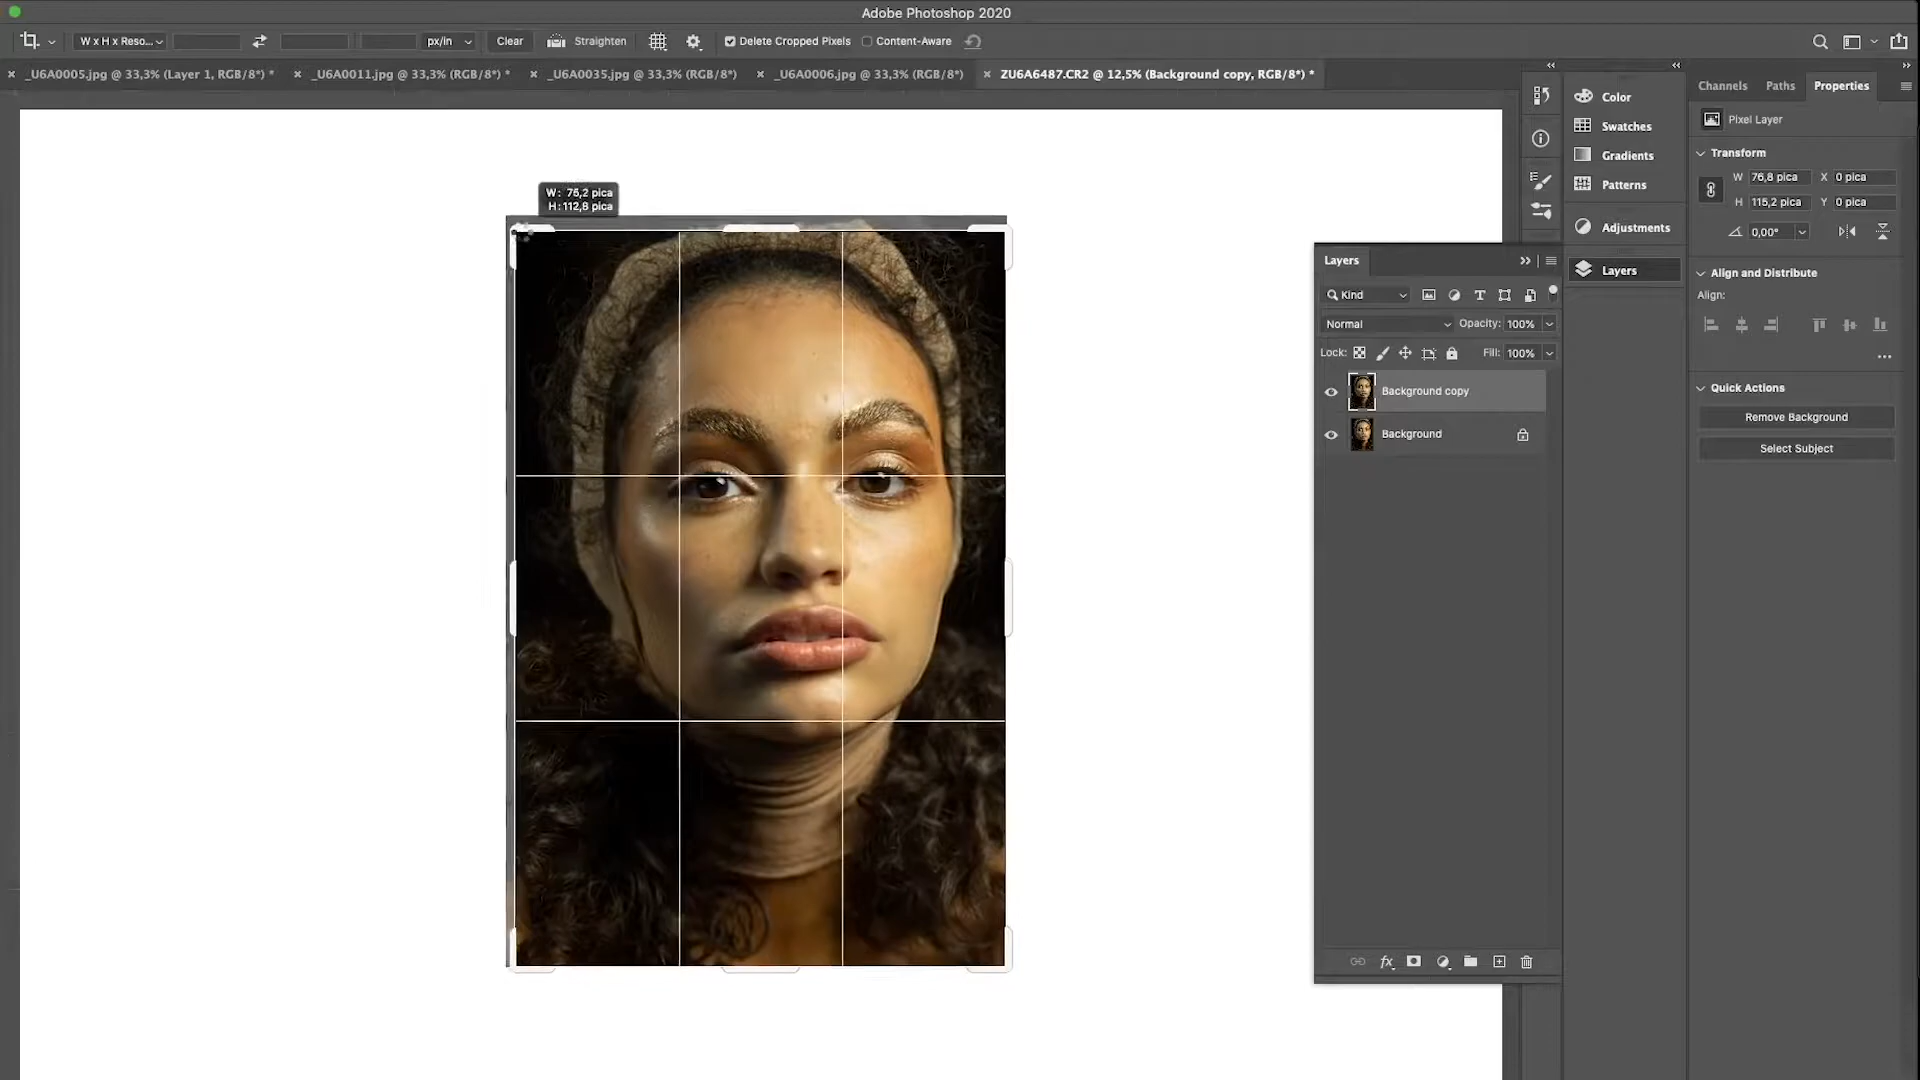 Adobe Photoshop 2020
W x H x Reso...
px/in
Clear
Straighten
Delete Cropped Pixels
Content-Aware
_U6A0005.jpg @ 33,3% (Layer 1, RGB/8*) *
_U6A0011.jpg @ 33,3% (RGB/8*) *
_U6A0035.jpg @ 33,3% (RGB/8*)
_U6A0006.jpg @ 33,3% (RGB/8*)
ZU6A6487.CR2 @ 12,5% (Background copy, RGB/8*) *
W: 75,2 pica
H: 112,8 pica
Layers
Kind
Normal
Opacity: 100%
Lock:
Fill: 100%
Background copy
Background
fx
Color
Swatches
Gradients
Patterns
Adjustments
Layers
Channels
Paths
Properties
Pixel Layer
Transform
W 76,8 pica X 0 pica
H 115,2 pica Y 0 pica
0,00°
Align and Distribute
Align:
Quick Actions
Remove Background
Select Subject